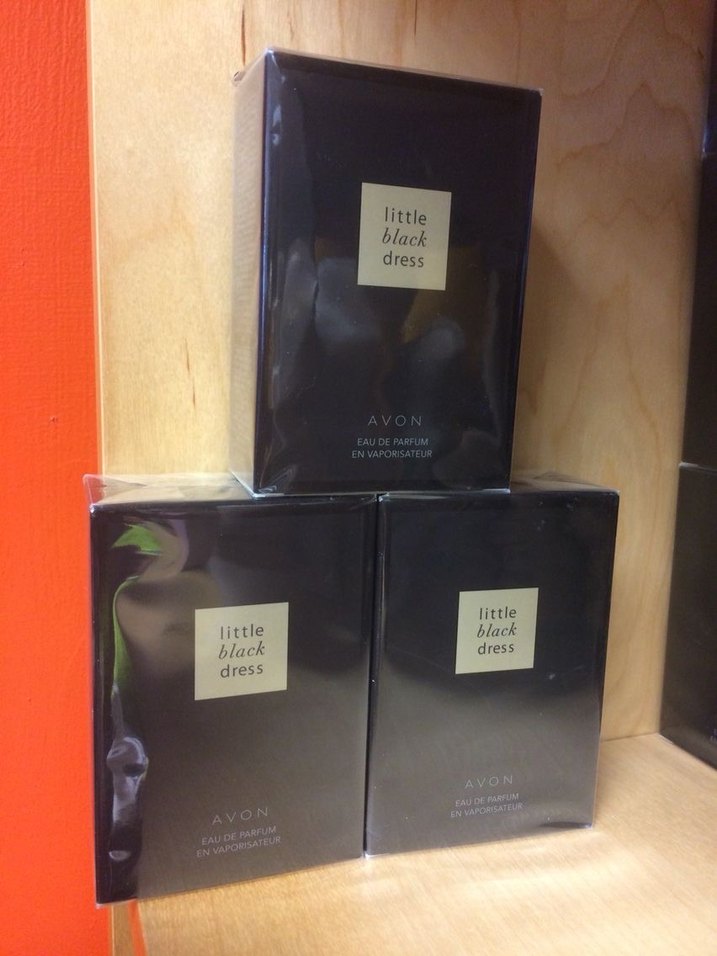 little
black
dress
AVON
EAU DE PARFUM
EN VAPORISATEUR
little
black
dress
AVON
EAU DE PARFUM
EN VAPORISATEUR
little
black
dress
AVON
EAU DE PARFUM
EN VAPORISATEUR